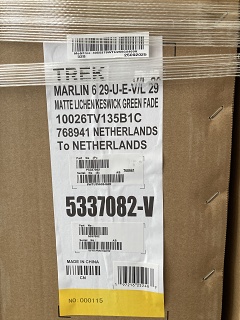 TREK
MARLIN 6 29-U-E-V/L 29
MATTE LICHEN/KESWICK GREEN FADE
10026TV135B1C
768941 NETHERLANDS
To NETHERLANDS
5337082-V
MADE IN CHINA
CN
NO 000115